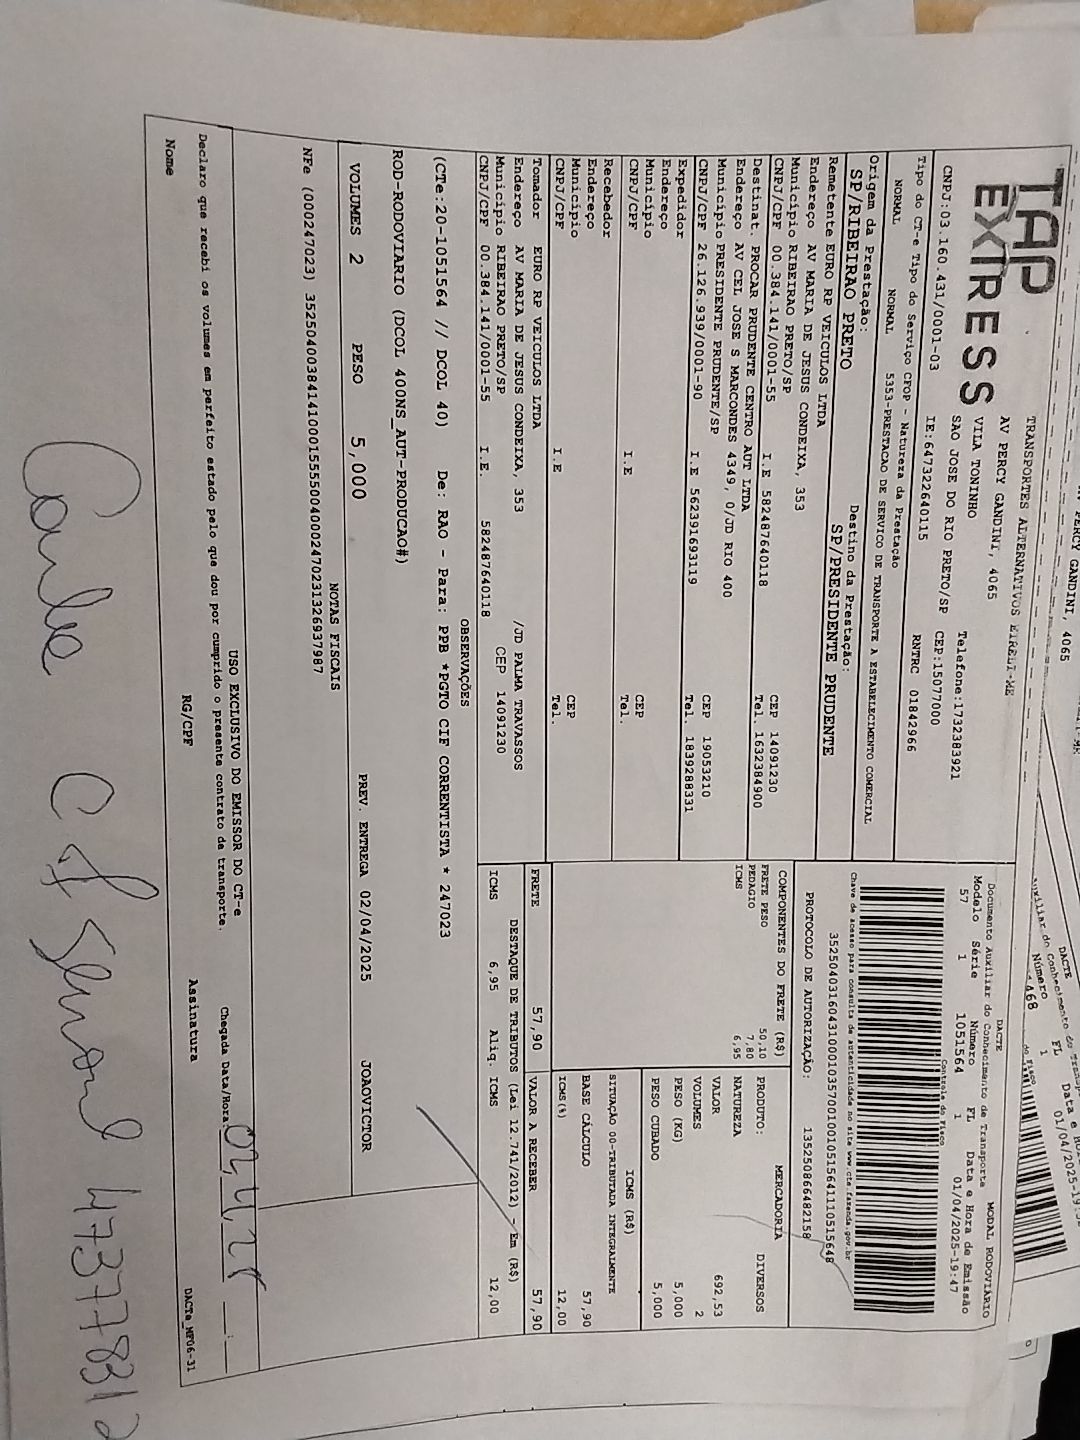 TAP
EXTRESS
TRANSPORTES ALTERNATIVOS EIRELI-ME
AV PERCY GANDINI, 4065
VILA TONINHO
SAO JOSE DO RIO PRETO/SP
Telefone:1732383921
CEP:15077000
CNPJ:03.160.431/0001-03
IE:647322640115
RNTRC 01842966
DACTE
MODAL RODOVIÁRIO
Documento Auxiliar do Conhecimento de Transporte
Modelo Série Número FL Data e Hora de Emissão
57 1 1051564 1 01/04/2025-19:47
Controle do Fisco
Chave de acesso para consulta de autenticidade no site www.cte.fazenda.gov.br
35250403160431000103570010010515641110515648
PROTOCOLO DE AUTORIZAÇÃO: 135250866482158
Tipo do CT-e Tipo do Serviço CFOP - Natureza da Prestação
NORMAL NORMAL 5353-PRESTACAO DE SERVICO DE TRANSPORTE A ESTABELECIMENTO COMERCIAL
Origem da Prestação: Destino da Prestação:
SP/RIBEIRAO PRETO SP/PRESIDENTE PRUDENTE
Remetente EURO RP VEICULOS LTDA
Endereço AV MARIA DE JESUS CONDEIXA, 353
Município RIBEIRAO PRETO/SP CEP 14091230
CNPJ/CPF 00.384.141/0001-55 I.E 582487640118 Tel. 1632384900
Destinat. PROCAR PRUDENTE CENTRO AUT LTDA
Endereço AV CEL JOSE S MARCONDES 4349, 0/JD RIO 400
Município PRESIDENTE PRUDENTE/SP CEP 19053210
CNPJ/CPF 26.126.939/0001-90 I.E 562391693119 Tel. 1839288331
Expedidor
Endereço
Município CEP
CNPJ/CPF I.E Tel.
Recebedor
Endereço
Município CEP
CNPJ/CPF I.E Tel.
Tomador EURO RP VEICULOS LTDA
Endereço AV MARIA DE JESUS CONDEIXA, 353 /JD PALMA TRAVASSOS
Município RIBEIRAO PRETO/SP CEP 14091230
CNPJ/CPF 00.384.141/0001-55 I.E. 582487640118
COMPONENTES DO FRETE (R$)
FRETE PESO 50,10
PEDAGIO 7,80
ICMS 6,95
MERCADORIA
PRODUTO: DIVERSOS
NATUREZA
VALOR 692,53
VOLUMES 2
PESO (KG) 5,000
PESO CUBADO 5,000
ICMS (R$)
SITUAÇÃO 00-TRIBUTADA INTEGRALMENTE
BASE CÁLCULO 57,90
ICMS(%) 12,00
FRETE 57,90 VALOR A RECEBER 57,90
DESTAQUE DE TRIBUTOS (Lei 12.741/2012) - Em (R$)
ICMS 6,95 Aliq. ICMS 12,00
OBSERVAÇÕES
(CTe:20-1051564 // DCOL 40) De: RAO - Para: PPB *PGTO CIF CORRENTISTA * 247023
ROD-RODOVIARIO (DCOL 400NS_AUT-PRODUCAO#)
VOLUMES 2 PESO 5,000 PREV. ENTREGA 02/04/2025 JOAOVICTOR
NOTAS FISCAIS
NFe (000247023) 35250400384141000155550040002470231326937987
USO EXCLUSIVO DO EMISSOR DO CT-e
Declaro que recebi os volumes em perfeito estado pelo que dou por cumprido o presente contrato de transporte.
Chegada Data/Hora: 02,4,25
Nome RG/CPF Assinatura
DACTe_MF06-31